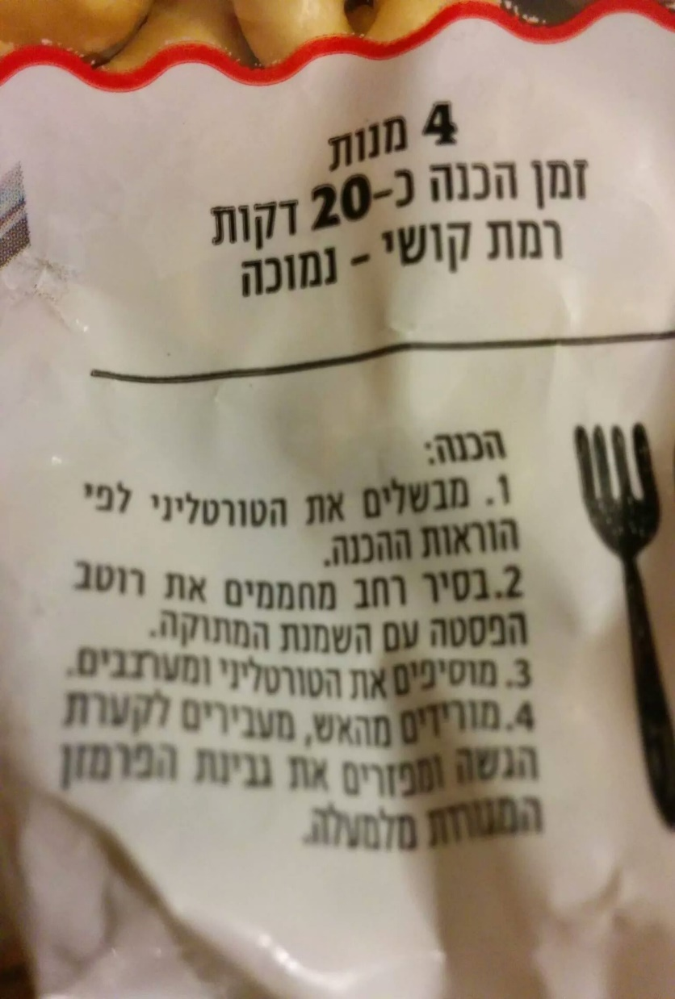 4 מנות
זמן הכנה כ-20 דקות
רמת קושי - נמוכה
הכנה:
1. מבשלים את הטורטליני לפי
הוראות ההכנה.
2.בסיר רחב מחממים את רוטב
הפסטה עם השמנת המתוקה.
3. מוסיפים את הטורטליני ומערבבים.
4.מורידים מהאש, מעבירים לקערת
הגשה ומפזרים את גבינת הפרמזן
המגוררת מלמעלה.